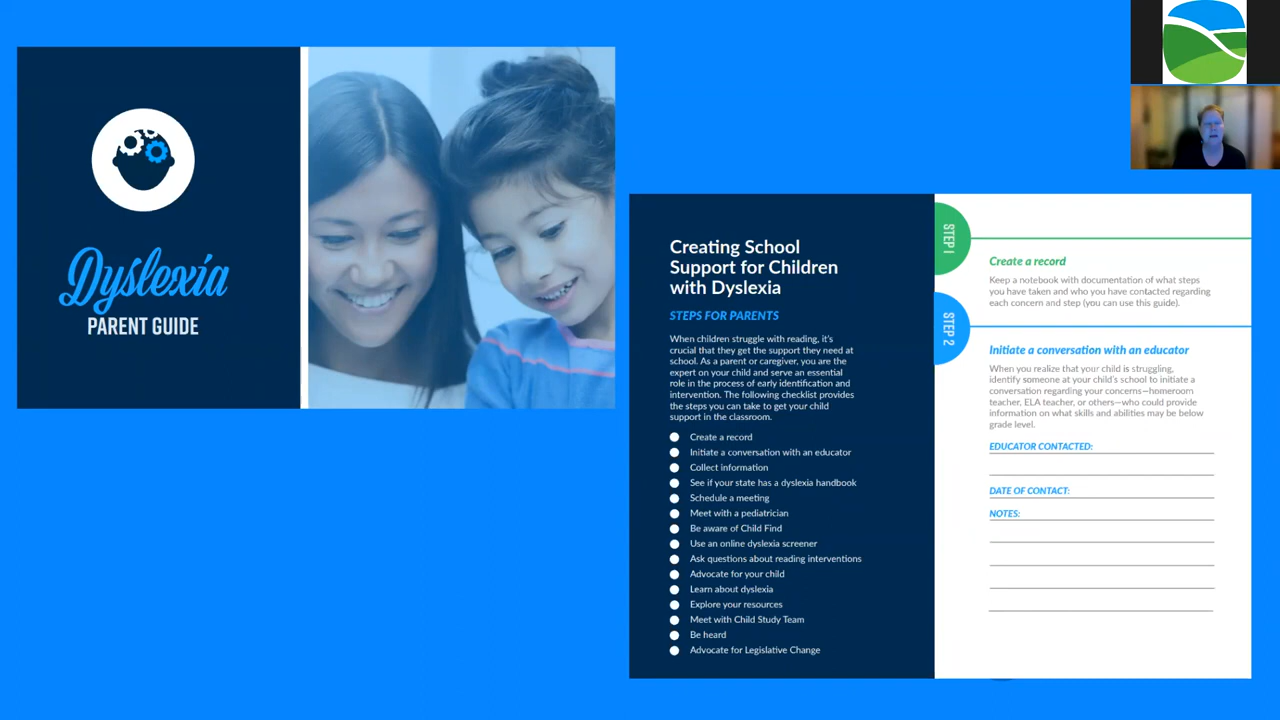 Dyslexia
PARENT GUIDE
Creating School
Support for Children
with Dyslexia
STEPS FOR PARENTS
When children struggle with reading, it's
crucial that they get the support they need at
school. As a parent or caregiver, you are the
expert on your child and serve an essential
role in the process of early identification and
intervention. The following checklist provides
the steps you can take to get your child
support in the classroom.
Create a record
Initiate a conversation with an educator
Collect information
See if your state has a dyslexia handbook
Schedule a meeting
Meet with a pediatrician
Be aware of Child Find
Use an online dyslexia screener
Ask questions about reading interventions
Advocate for your child
Learn about dyslexia
Explore your resources
Meet with Child Study Team
Be heard
Advocate for Legislative Change
STEP 1
Create a record
Keep a notebook with documentation of what steps
you have taken and who you have contacted regarding
each concern and step (you can use this guide).
STEP 2
Initiate a conversation with an educator
When you realize that your child is struggling,
identify someone at your child's school to initiate a
conversation regarding your concerns—homeroom
teacher, ELA teacher, or others—who could provide
information on what skills and abilities may be below
grade level.
EDUCATOR CONTACTED:
DATE OF CONTACT:
NOTES: